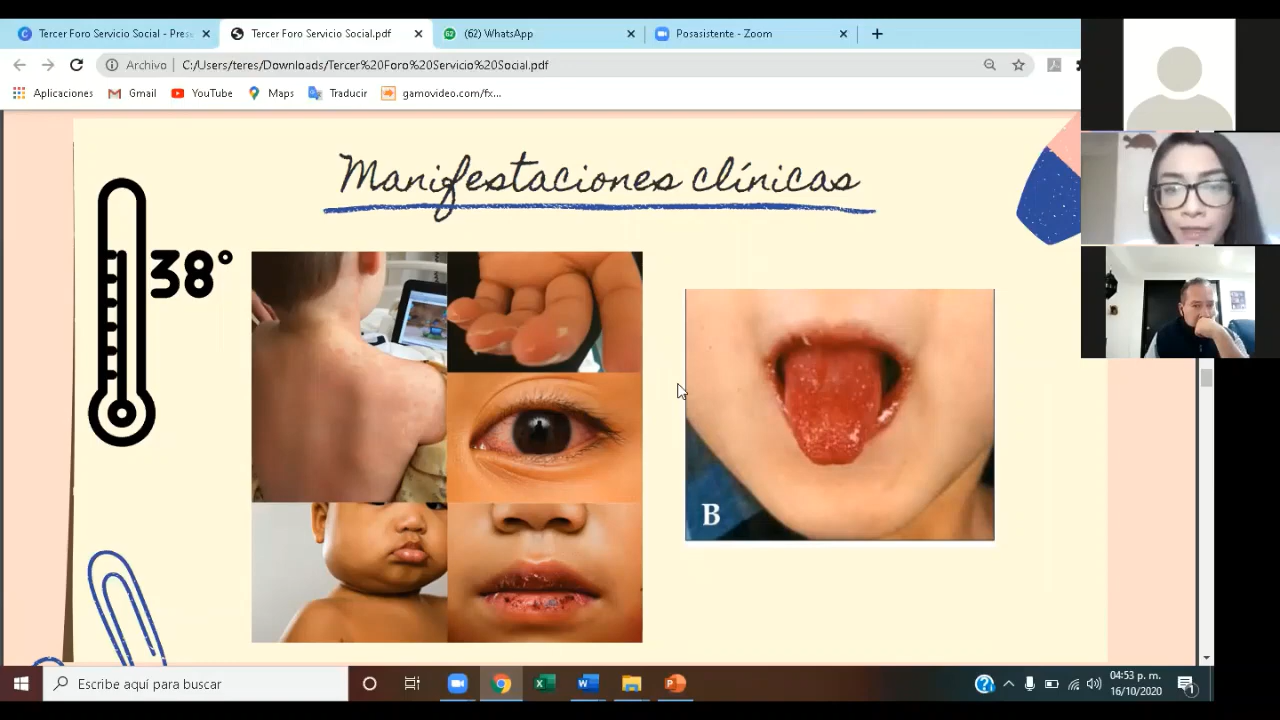 Tercer Foro Servicio Social - Pres
Tercer Foro Servicio Social.pdf
(62) WhatsApp
Posasistente - Zoom
Archivo C:/Users/teres/Downloads/Tercer%20Foro%20Servicio%20Social.pdf
Aplicaciones Gmail YouTube Maps Traducir gamovideo.com/fx...
Manifestaciones clínicas
38°
B
Escribe aquí para buscar
04:53 p. m.
16/10/2020